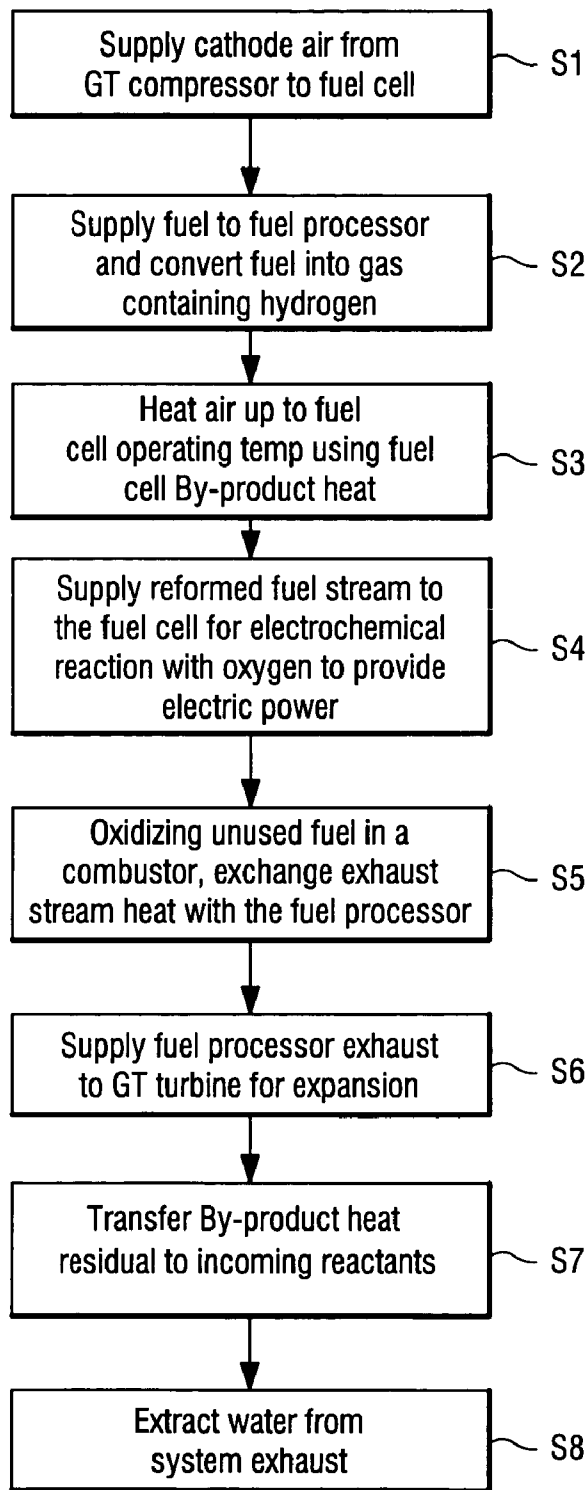 Supply cathode air from
GT compressor to fuel cell
S1
Supply fuel to fuel processor
and convert fuel into gas
containing hydrogen
S2
Heat air up to fuel
cell operating temp using fuel
cell By-product heat
S3
Supply reformed fuel stream to
the fuel cell for electrochemical
reaction with oxygen to provide
electric power
S4
Oxidizing unused fuel in a
combustor, exchange exhaust
stream heat with the fuel processor
S5
Supply fuel processor exhaust
to GT turbine for expansion
S6
Transfer By-product heat
residual to incoming reactants
S7
Extract water from
system exhaust
S8